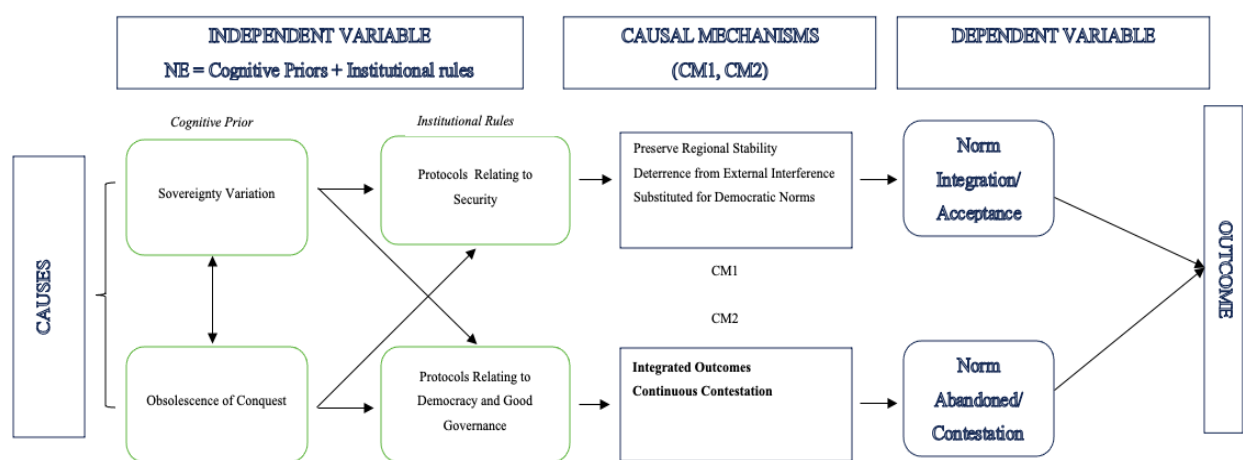 INDEPENDENT VARIABLE
NE = Cognitive Priors + Institutional rules
CAUSAL MECHANISMS
(CM1, CM2)
DEPENDENT VARIABLE
Cognitive Prior
Institutional Rules
CAUSES
Sovereignty Variation
Protocols Relating to
Security
Preserve Regional Stability
Deterrence from External Interference
Substituted for Democratic Norms
Norm
Integration/
Acceptance
OUTCOME
CM1
CM2
Obsolescence of Conquest
Protocols Relating to
Democracy and Good
Governance
Integrated Outcomes
Continuous Contestation
Norm
Abandoned/
Contestation